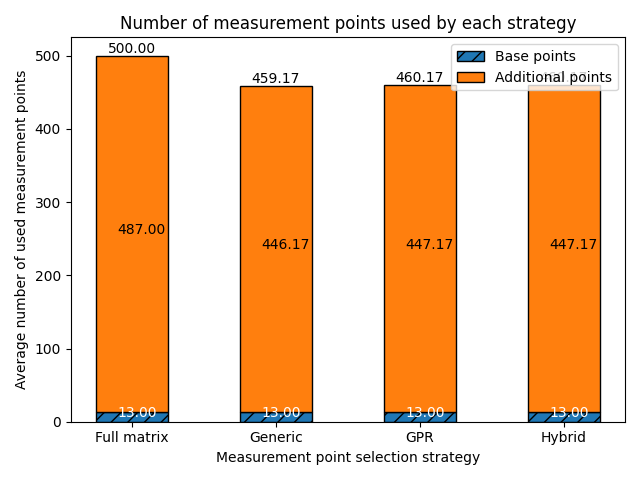 Number of measurement points used by each strategy
Base points
Additional points
500.00
459.17
460.17
487.00
446.17
447.17
447.17
13.00
13.00
13.00
13.00
Average number of used measurement points
500
400
300
200
100
0
Full matrix
Generic
GPR
Hybrid
Measurement point selection strategy